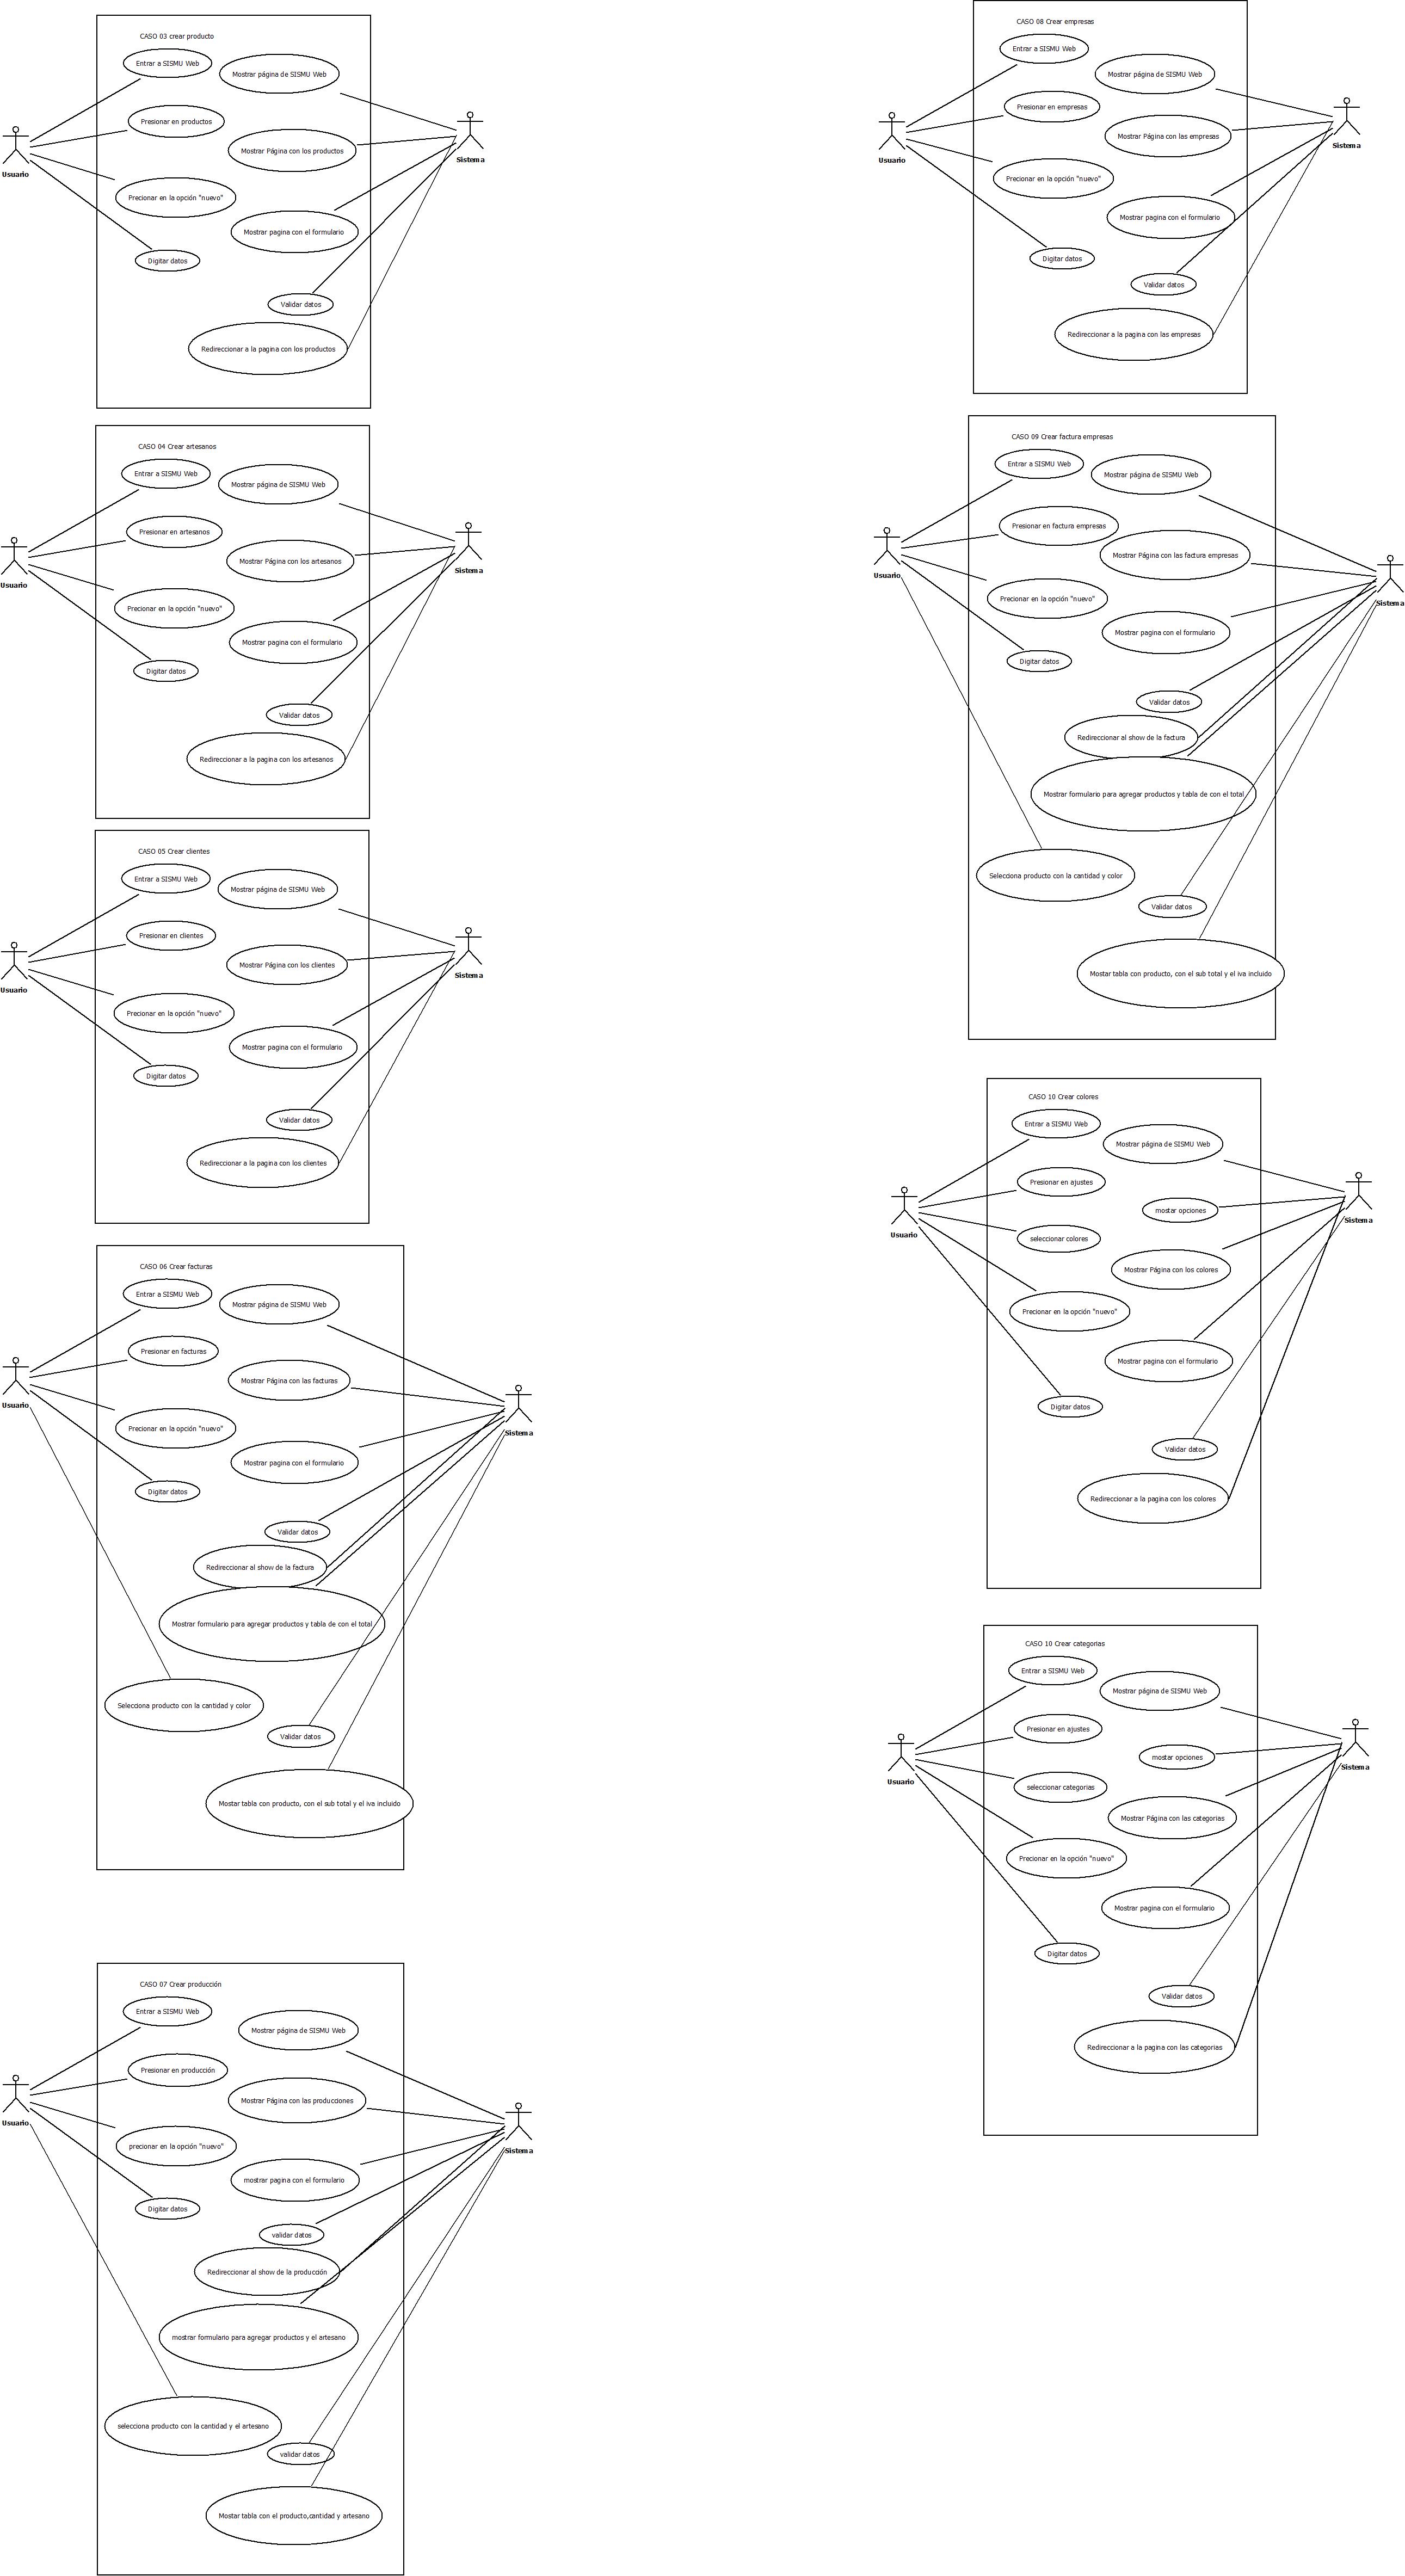 CASO 03 crear producto
Entrar a SISMU Web
Mostrar página de SISMU Web
Presionar en productos
Mostrar Página con los productos
Usuario
Sistema
Precionar en la opción "nuevo"
Mostrar pagina con el formulario
Digitar datos
Validar datos
Redireccionar a la pagina con los productos
CASO 04 Crear artesanos
Entrar a SISMU Web
Mostrar página de SISMU Web
Presionar en artesanos
Mostrar Página con los artesanos
Usuario
Sistema
Precionar en la opción "nuevo"
Mostrar pagina con el formulario
Digitar datos
Validar datos
Redireccionar a la pagina con los artesanos
CASO 05 Crear clientes
Entrar a SISMU Web
Mostrar página de SISMU Web
Presionar en clientes
Mostrar Página con los clientes
Usuario
Sistema
Precionar en la opción "nuevo"
Mostrar pagina con el formulario
Digitar datos
Validar datos
Redireccionar a la pagina con los clientes
CASO 06 Crear facturas
Entrar a SISMU Web
Mostrar página de SISMU Web
Presionar en facturas
Mostrar Página con las facturas
Usuario
Sistema
Precionar en la opción "nuevo"
Mostrar pagina con el formulario
Digitar datos
Validar datos
Redireccionar al show de la factura
Mostrar formulario para agregar productos y tabla de con el total
Selecciona producto con la cantidad y color
Validar datos
Mostar tabla con producto, con el sub total y el iva incluido
CASO 07 Crear producción
Entrar a SISMU Web
Mostrar página de SISMU Web
Presionar en producción
Mostrar Página con las producciones
Usuario
Sistema
precionar en la opción "nuevo"
mostrar pagina con el formulario
Digitar datos
validar datos
Redireccionar al show de la producción
mostrar formulario para agregar productos y el artesano
selecciona producto con la cantidad y el artesano
validar datos
Mostar tabla con el producto,cantidad y artesano
CASO 08 Crear empresas
Entrar a SISMU Web
Mostrar página de SISMU Web
Presionar en empresas
Mostrar Página con las empresas
Usuario
Sistema
Precionar en la opción "nuevo"
Mostrar pagina con el formulario
Digitar datos
Validar datos
Redireccionar a la pagina con las empresas
CASO 09 Crear factura empresas
Entrar a SISMU Web
Mostrar página de SISMU Web
Presionar en factura empresas
Mostrar Página con las factura empresas
Usuario
Sistema
Precionar en la opción "nuevo"
Mostrar pagina con el formulario
Digitar datos
Validar datos
Redireccionar al show de la factura
Mostrar formulario para agregar productos y tabla de con el total
Selecciona producto con la cantidad y color
Validar datos
Mostar tabla con producto, con el sub total y el iva incluido
CASO 10 Crear colores
Entrar a SISMU Web
Mostrar página de SISMU Web
Presionar en ajustes
mostar opciones
Usuario
Sistema
seleccionar colores
Mostrar Página con los colores
Precionar en la opción "nuevo"
Mostrar pagina con el formulario
Digitar datos
Validar datos
Redireccionar a la pagina con los colores
CASO 10 Crear categorias
Entrar a SISMU Web
Mostrar página de SISMU Web
Presionar en ajustes
mostar opciones
Usuario
Sistema
seleccionar categorias
Mostrar Página con las categorias
Precionar en la opción "nuevo"
Mostrar pagina con el formulario
Digitar datos
Validar datos
Redireccionar a la pagina con las categorias